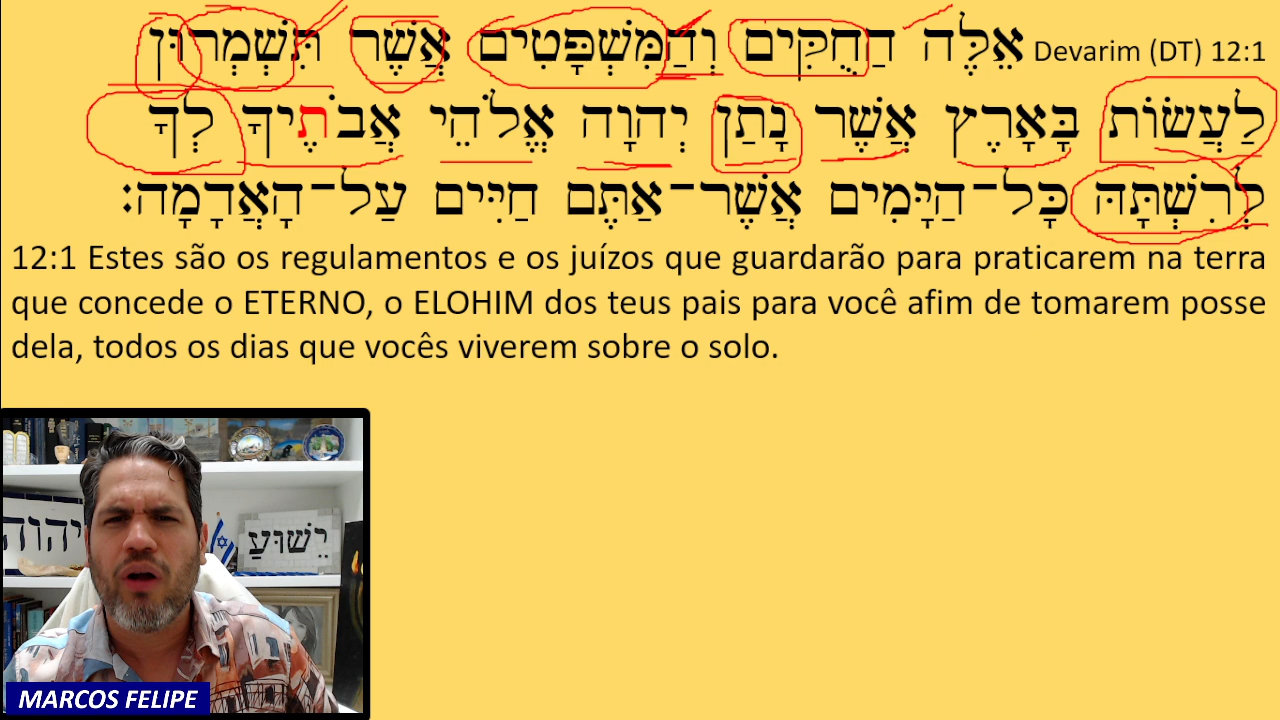 אֵלֶּה הַחֻקִּים וְהַמִּשְׁפָּטִים אֲשֶׁר תִּשְׁמְרוּן Devarim (DT) 12:1
לַעֲשׂוֹת בָּאָרֶץ אֲשֶׁר נָתַן יְהוָה אֱלֹהֵי אֲבֹתֶיךָ לְךָ
לְרִשְׁתָּהּ כָּל־הַיָּמִים אֲשֶׁר־אַתֶּם חַיִּים עַל־הָאֲדָמָה׃
12:1 Estes são os regulamentos e os juízos que guardarão para praticarem na terra
que concede o ETERNO, o ELOHIM dos teus pais para você afim de tomarem posse
dela, todos os dias que vocês viverem sobre o solo.
יהוה
יֵשׁוּעַ
MARCOS FELIPE